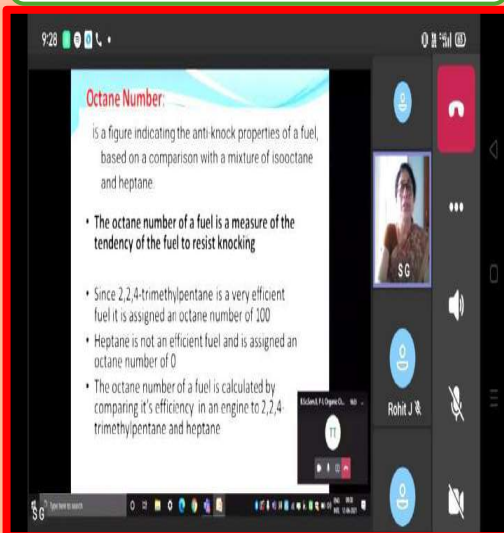 9:28
Octane Number:
is a figure indicating the anti-knock properties of a fuel,
based on a comparison with a mixture of isooctane
and heptane.
• The octane number of a fuel is a measure of the
tendency of the fuel to resist knocking
• Since 2,2,4-trimethylpentane is a very efficient
fuel it is assigned an octane number of 100
• Heptane is not an efficient fuel and is assigned an
octane number of 0
• The octane number of a fuel is calculated by
comparing it's efficiency in an engine to 2,2,4-
trimethylpentane and heptane
S G
Rohit J
TT
Type here to search
SG